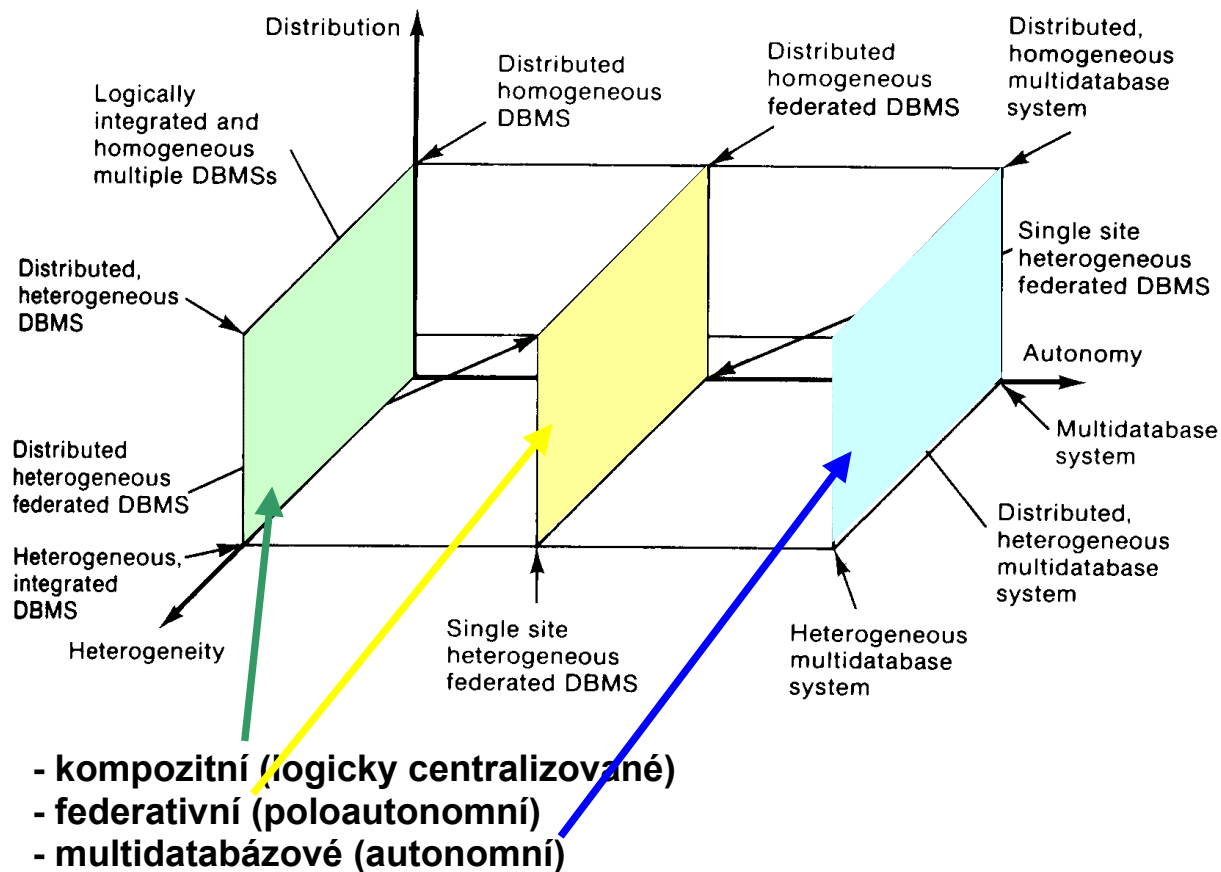 Distribution
Distributed
homogeneous
DBMS
Distributed
homogeneous
federated DBMS
Distributed,
homogeneous
multidatabase
system
Logically
integrated and
homogeneous
multiple DBMSs
Single site
heterogeneous
federated DBMS
Distributed,
heterogeneous
DBMS
Autonomy
Multidatabase
system
Distributed
heterogeneous
federated DBMS
Distributed,
heterogeneous
multidatabase
system
Heterogeneous,
integrated
DBMS
Heterogeneity
Single site
heterogeneous
federated DBMS
Heterogeneous
multidatabase
system
- kompozitní (logicky centralizované)
- federativní (poloautonomní)
- multidatabázové (autonomní)